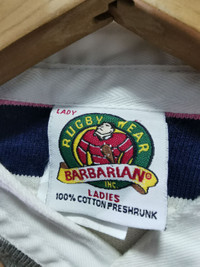 LADY
RUGBY WEAR
BARBARIAN®
INC
LADIES
100% COTTON PRESHRUNK